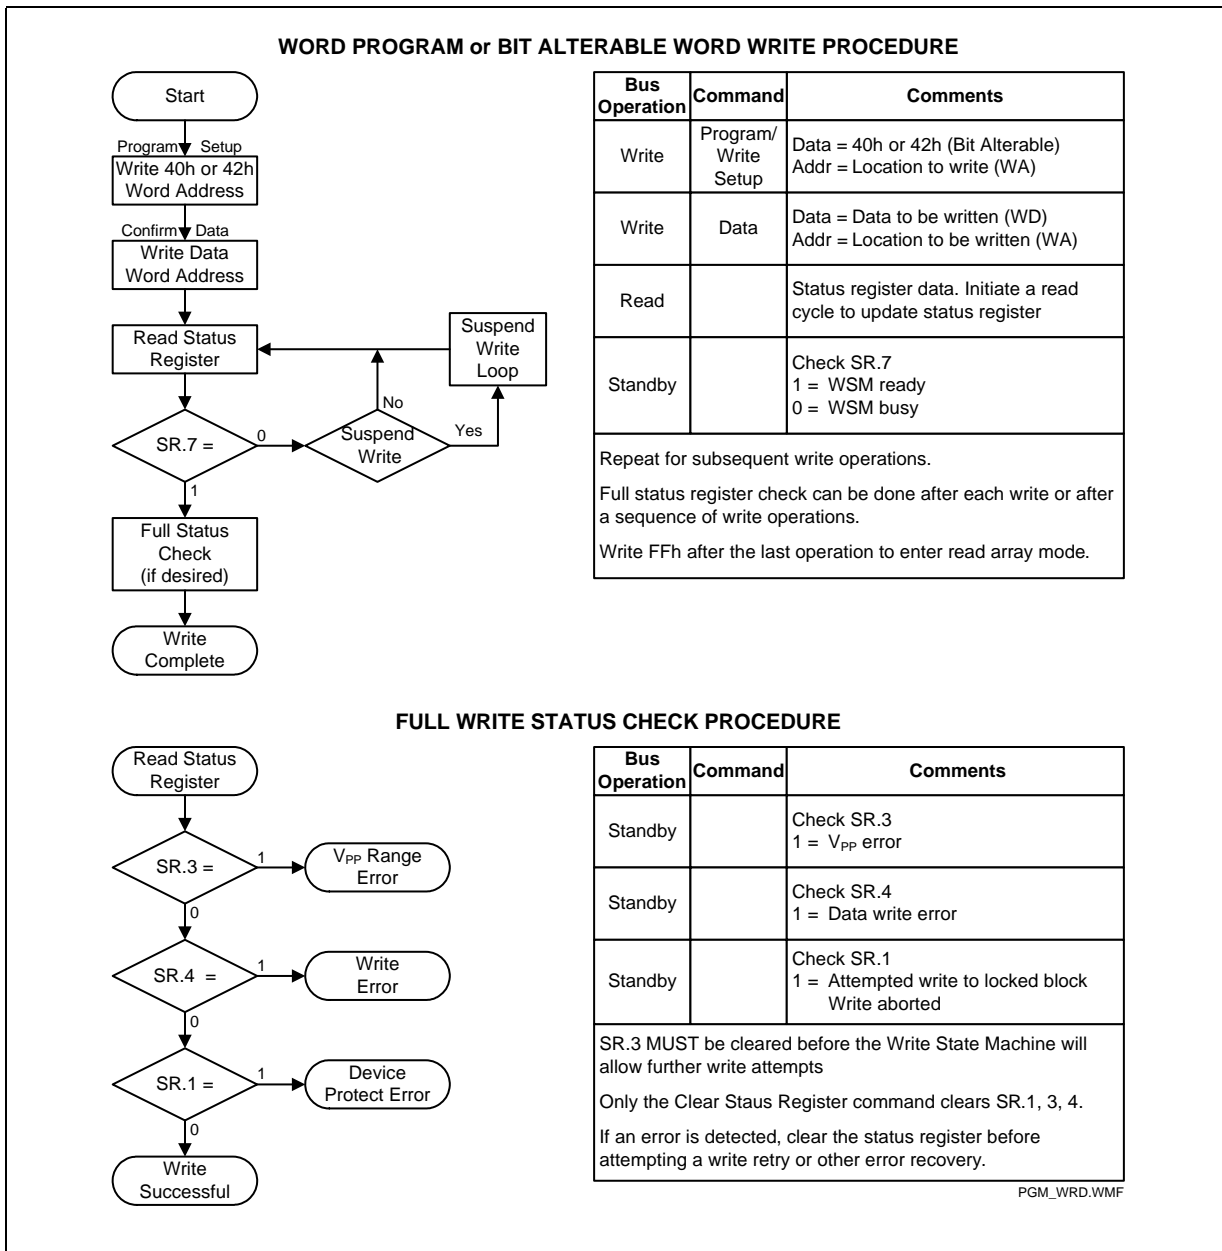 WORD PROGRAM or BIT ALTERABLE WORD WRITE PROCEDURE
Start
Program Setup
Write 40h or 42h
Word Address
Confirm Data
Write Data
Word Address
Read Status
Register
Suspend
Write
Loop
No
SR.7 =
0
Suspend
Write
Yes
1
Full Status
Check
(if desired)
Write
Complete
Bus
Operation
Command
Comments
Write
Program/
Write
Setup
Data = 40h or 42h (Bit Alterable)
Addr = Location to write (WA)
Write
Data
Data = Data to be written (WD)
Addr = Location to be written (WA)
Read
Status register data. Initiate a read
cycle to update status register
Standby
Check SR.7
1 = WSM ready
0 = WSM busy
Repeat for subsequent write operations.
Full status register check can be done after each write or after
a sequence of write operations.
Write FFh after the last operation to enter read array mode.
FULL WRITE STATUS CHECK PROCEDURE
Read Status
Register
SR.3 =
1
VPP Range
Error
0
SR.4 =
1
Write
Error
0
SR.1 =
1
Device
Protect Error
0
Write
Successful
Bus
Operation
Command
Comments
Standby
Check SR.3
1 = VPP error
Standby
Check SR.4
1 = Data write error
Standby
Check SR.1
1 = Attempted write to locked block
Write aborted
SR.3 MUST be cleared before the Write State Machine will
allow further write attempts
Only the Clear Staus Register command clears SR.1, 3, 4.
If an error is detected, clear the status register before
attempting a write retry or other error recovery.
PGM_WRD.WMF